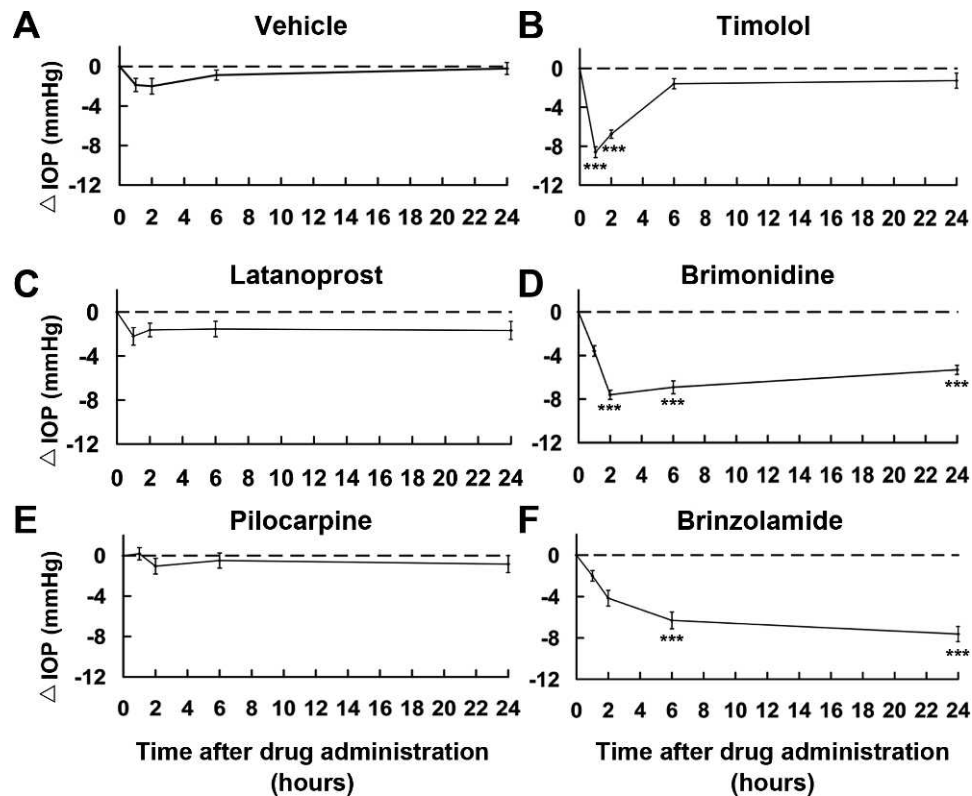 A Vehicle
△ IOP (mmHg)
0
-4
-8
-12
0 2 4 6 8 10 12 14 16 18 20 22 24
B Timolol
0
-4
-8
-12
*** ***
0 2 4 6 8 10 12 14 16 18 20 22 24
C Latanoprost
△ IOP (mmHg)
0
-4
-8
-12
0 2 4 6 8 10 12 14 16 18 20 22 24
D Brimonidine
0
-4
-8
-12
*** *** ***
0 2 4 6 8 10 12 14 16 18 20 22 24
E Pilocarpine
△ IOP (mmHg)
0
-4
-8
-12
0 2 4 6 8 10 12 14 16 18 20 22 24
Time after drug administration
(hours)
F Brinzolamide
0
-4
-8
-12
*** ***
0 2 4 6 8 10 12 14 16 18 20 22 24
Time after drug administration
(hours)